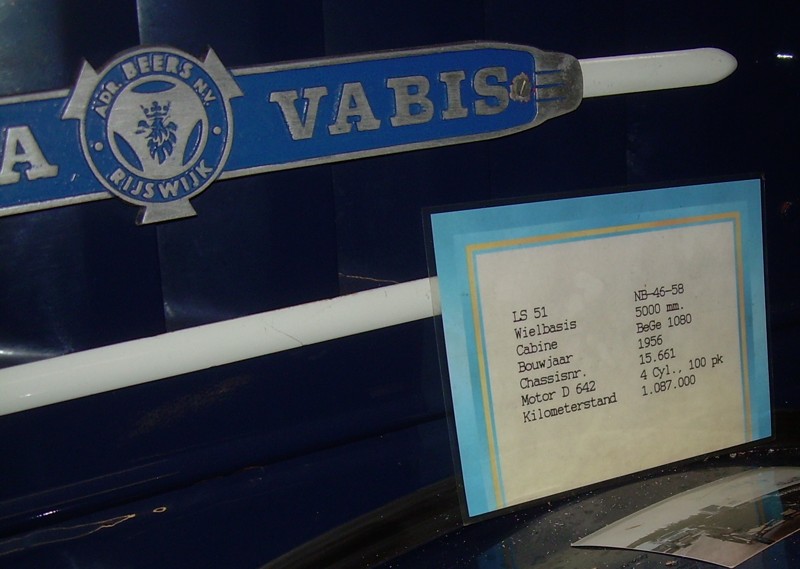 A
ADR. BEERS N.V.
RIJSWIJK
VABIS
LS 51 NB-46-58
Wielbasis 5000 mm.
Cabine BeGe 1080
Bouwjaar 1956
Chassisnr. 15.661
Motor D 642 4 Cyl., 100 pk
Kilometerstand 1.087.000